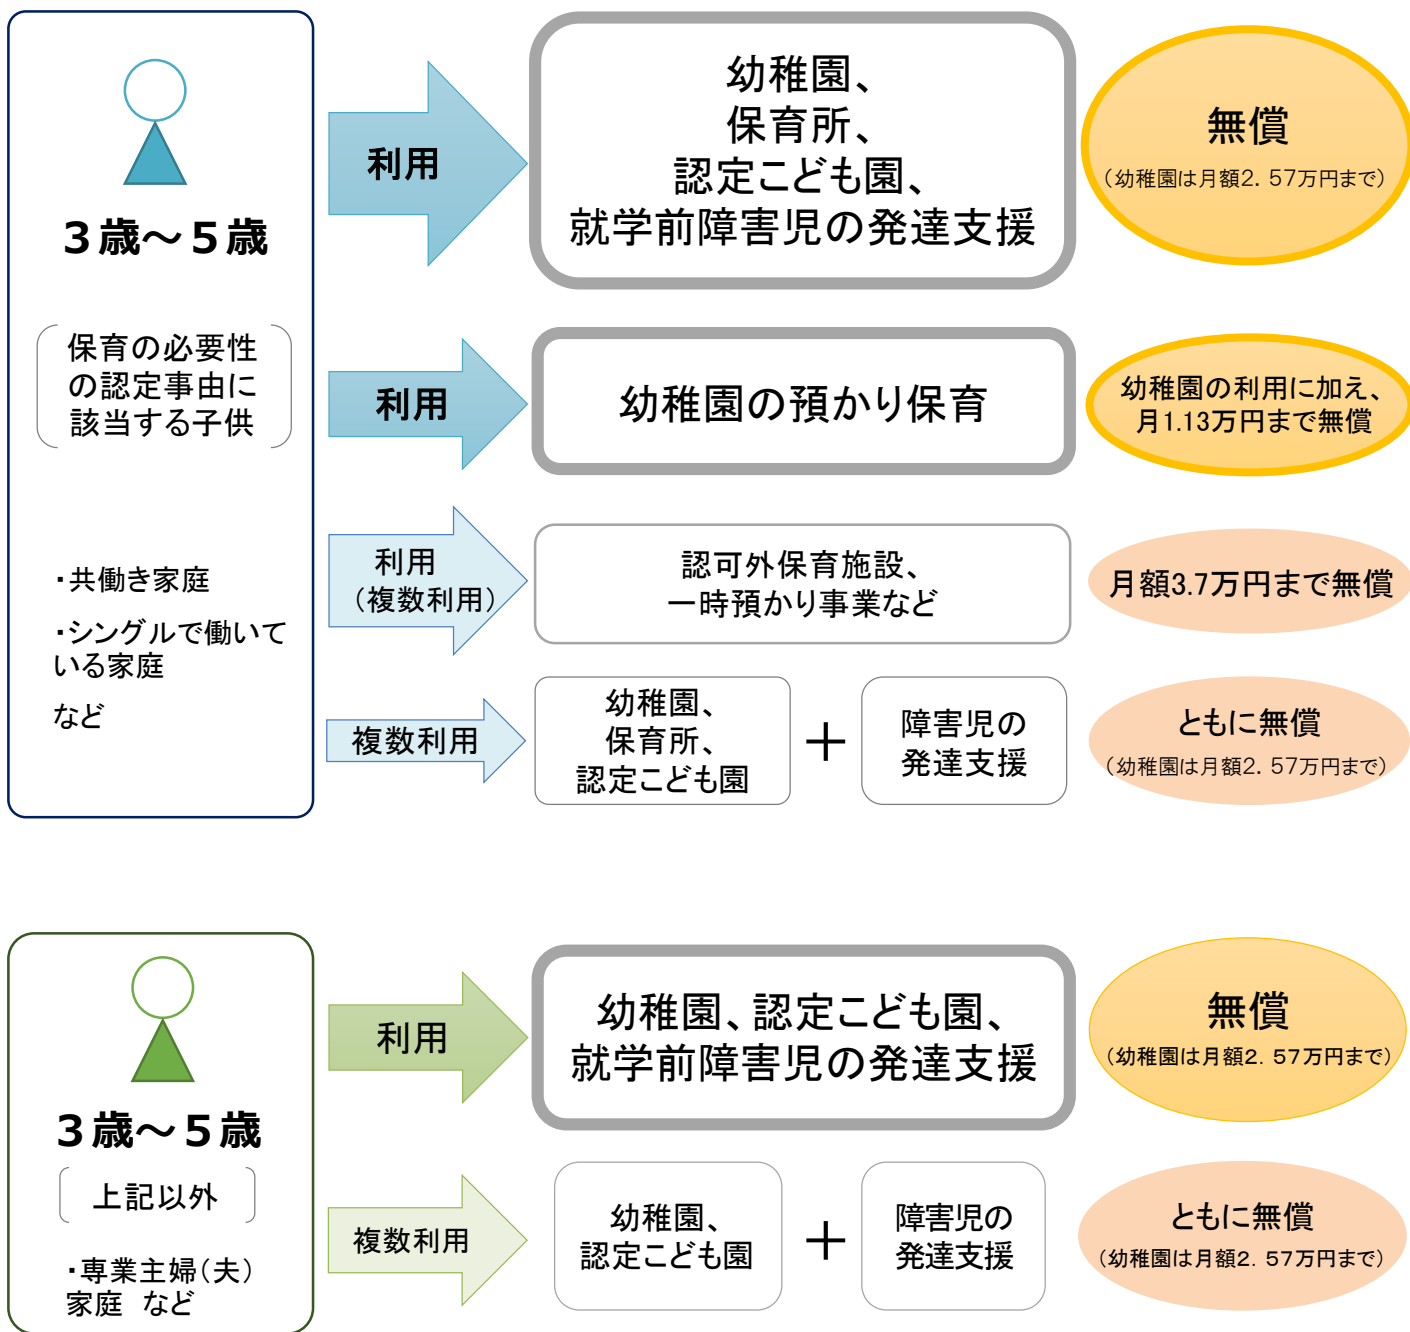 ３歳～５歳
保育の必要性
の認定事由に
該当する子供
・共働き家庭
・シングルで働いて
いる家庭
など
利用
幼稚園、
保育所、
認定こども園、
就学前障害児の発達支援
無償
（幼稚園は月額２．５７万円まで）
利用
幼稚園の預かり保育
幼稚園の利用に加え、
月1.13万円まで無償
利用
（複数利用）
認可外保育施設、
一時預かり事業など
月額3.7万円まで無償
複数利用
幼稚園、
保育所、
認定こども園
＋
障害児の
発達支援
ともに無償
（幼稚園は月額２．５７万円まで）
３歳～５歳
上記以外
・専業主婦（夫）
家庭　など
利用
幼稚園、認定こども園、
就学前障害児の発達支援
無償
（幼稚園は月額２．５７万円まで）
複数利用
幼稚園、
認定こども園
＋
障害児の
発達支援
ともに無償
（幼稚園は月額２．５７万円まで）